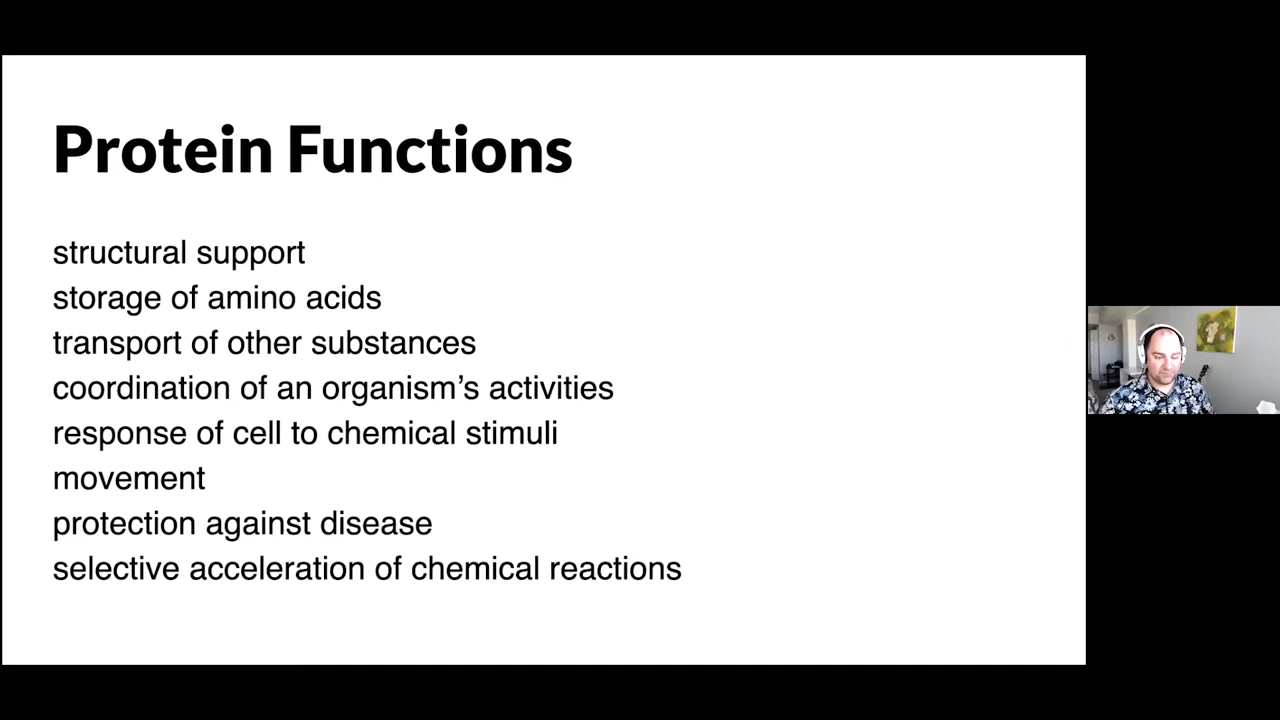 Protein Functions
structural support
storage of amino acids
transport of other substances
coordination of an organism’s activities
response of cell to chemical stimuli
movement
protection against disease
selective acceleration of chemical reactions